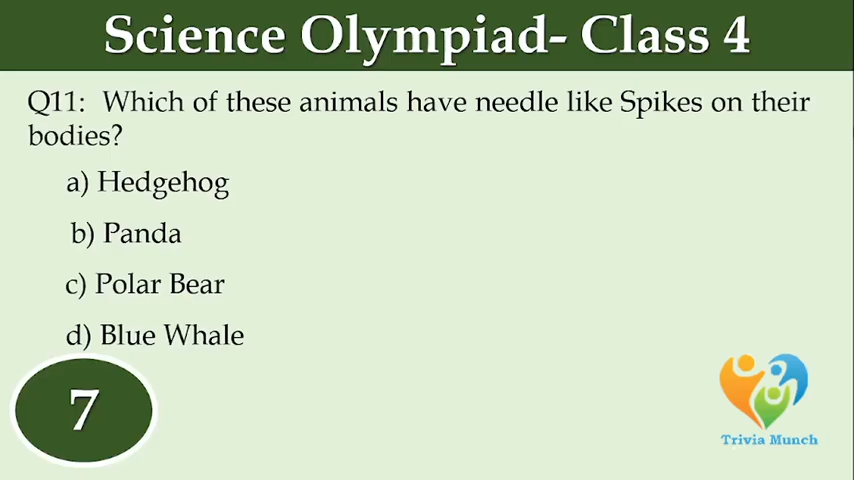 Science Olympiad- Class 4
Q11: Which of these animals have needle like Spikes on their
bodies?
a) Hedgehog
b) Panda
c) Polar Bear
d) Blue Whale
7
Trivia Munch